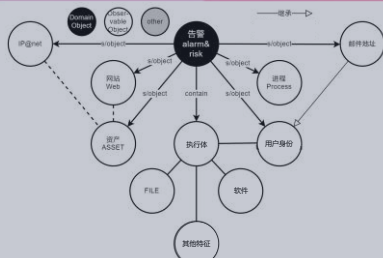 Domain
Object
Obser
vable
Object
other
继承
告警
alarm&
risk
IP@net
s/object
s/object
邮件地址
s/object
s/object
网站
Web
进程
Process
s/object
contain
s/object
资产
ASSET
执行体
用户身份
FILE
软件
其他特征